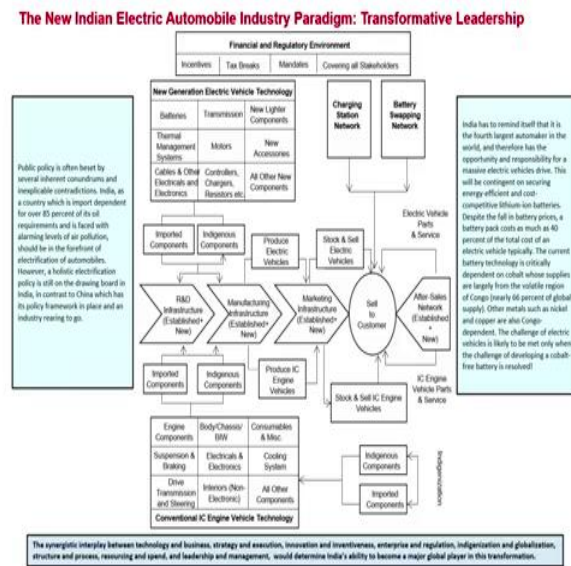 The New Indian Electric Automobile Industry Paradigm: Transformative Leadership
Financial and Regulatory Environment
Incentives
Tax Breaks
Mandates
Covering all Stakeholders
New Generation Electric Vehicle Technology
Batteries
Transmission
New Lighter
Components
Thermal
Management
Systems
Motors
New
Accessories
Cables & Other
Electricals and
Electronics
Controllers,
Chargers,
Resistors etc.
All Other New
Components
Charging
Station
Network
Battery
Swapping
Network
Public policy is often beset by
several inherent conundrums and
inexplicable contradictions. India, as
a country which is import dependent
for over 85 percent of its oil
requirements and is faced with
alarming levels of air pollution,
should be in the forefront of
electrification of automobiles.
However, a holistic electrification
policy is still on the drawing board in
India, in contrast to China which has
its policy framework in place and an
industry rearing to go.
India has to remind itself that it is
the fourth largest automaker in the
world, and therefore has the
opportunity and responsibility for a
massive electric vehicles drive. This
will be contingent on securing
energy efficient and cost-
competitive lithium-ion batteries.
Despite the fall in battery prices, a
battery pack costs as much as 40
percent of the total cost of an
electric vehicle typically. The current
battery technology is critically
dependent on cobalt whose supplies
are largely from the volatile region
of Congo (nearly 66 percent of global
supply). Other metals such as nickel
and copper are also Congo-
dependent. The challenge of electric
vehicles is likely to be met only when
the challenge of developing a cobalt-
free battery is resolved!
Electric Vehicle
Parts
& Service
Imported
Components
Indigenous
Components
Produce
Electric
Vehicles
Stock & Sell
Electric
Vehicles
R&D
Infrastructure
(Established+
New)
Manufacturing
Infrastructure
(Established+
New)
Marketing
Infrastructure
(Established+
New)
Sell
to
Customer
After-Sales
Network
(Established
+
New)
Imported
Components
Indigenous
Components
Produce IC
Engine
Vehicles
Stock & Sell IC Engine
Vehicles
IC Engine
Vehicle Parts
& Service
Engine
Components
Body/Chassis/
BIW
Consumables
& Misc.
Suspension &
Braking
Electricals &
Electronics
Cooling
System
Drive
Transmission
and Steering
Interiors (Non-
Electronic)
All Other
Components
Conventional IC Engine Vehicle Technology
Indigenous
Components
Imported
Components
Indigenization
The synergistic interplay between technology and business, strategy and execution, innovation and inventiveness, enterprise and regulation, indigenization and globalization,
structure and process, resourcing and spend, and leadership and management, would determine India's ability to become a major global player in this transformation.